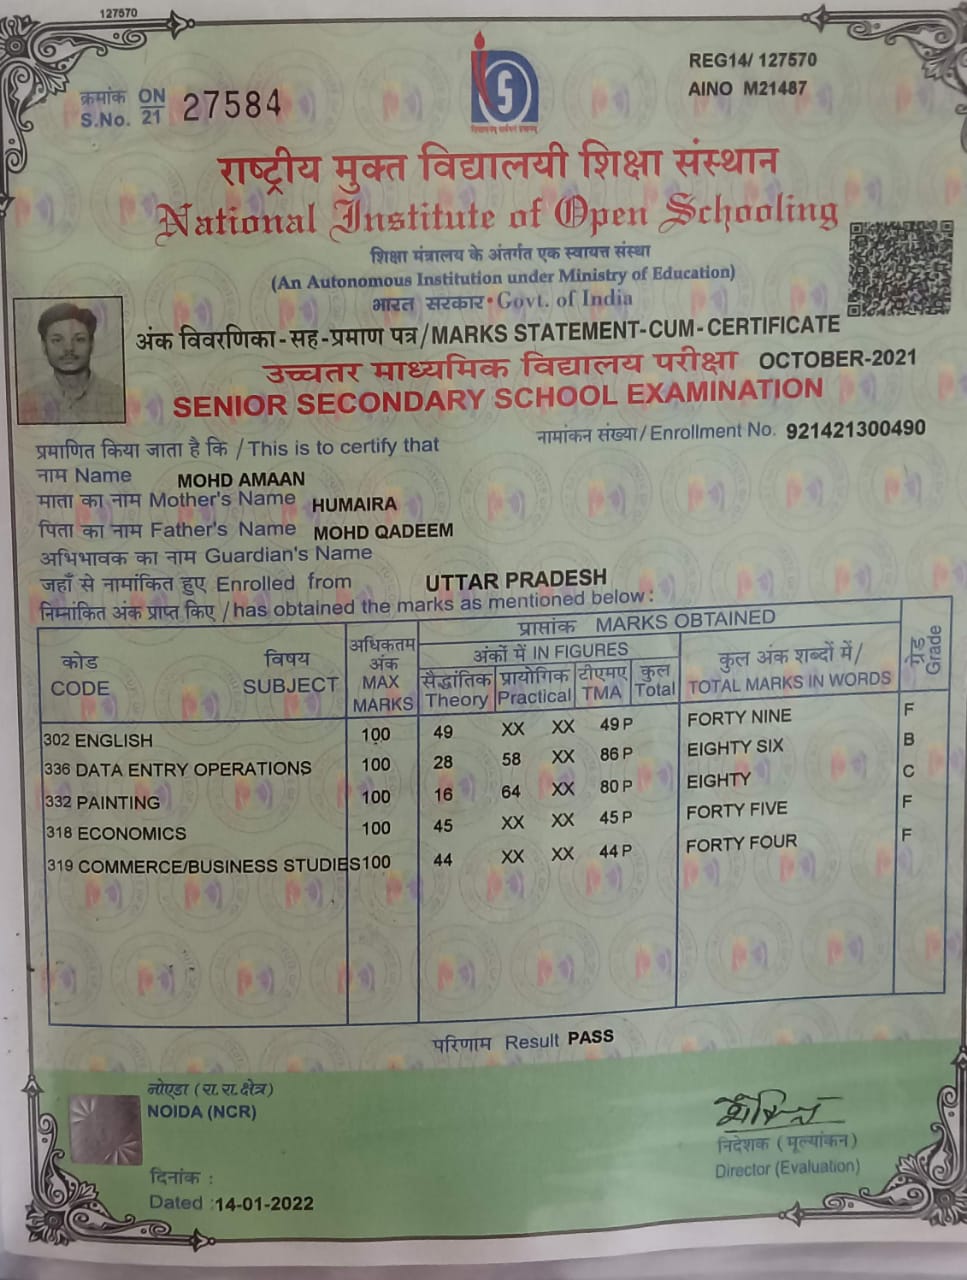 127570
REG14/ 127570
AINO M21487
क्रमांक ON
S.No. 21 27584
राष्ट्रीय मुक्त विद्यालयी शिक्षा संस्थान
National Institute of Open Schooling
शिक्षा मंत्रालय के अंतर्गत एक स्वायत्त संस्था
(An Autonomous Institution under Ministry of Education)
भारत सरकार • Govt. of India
अंक विवरणिका - सह - प्रमाण पत्र / MARKS STATEMENT-CUM-CERTIFICATE
उच्चतर माध्यमिक विद्यालय परीक्षा OCTOBER-2021
SENIOR SECONDARY SCHOOL EXAMINATION
प्रमाणित किया जाता है कि / This is to certify that नामांकन संख्या / Enrollment No. 921421300490
नाम Name MOHD AMAAN
माता का नाम Mother's Name HUMAIRA
पिता का नाम Father's Name MOHD QADEEM
अभिभावक का नाम Guardian's Name
जहाँ से नामांकित हुए Enrolled from UTTAR PRADESH
निम्नांकित अंक प्राप्त किए / has obtained the marks as mentioned below :
कोड CODE विषय SUBJECT अधिकतम अंक MAX MARKS प्राप्तांक MARKS OBTAINED ग्रेड Grade
अंकों में IN FIGURES कुल अंक शब्दों में / TOTAL MARKS IN WORDS
सैद्धांतिक Theory प्रायोगिक Practical टीएमए TMA कुल Total
302 ENGLISH 100 49 XX XX 49 P FORTY NINE F
336 DATA ENTRY OPERATIONS 100 28 58 XX 86 P EIGHTY SIX B
332 PAINTING 100 16 64 XX 80 P EIGHTY C
318 ECONOMICS 100 45 XX XX 45 P FORTY FIVE F
319 COMMERCE/BUSINESS STUDIES 100 44 XX XX 44 P FORTY FOUR F
परिणाम Result PASS
नोएडा (रा. रा. क्षेत्र)
NOIDA (NCR)
निदेशक ( मूल्यांकन )
Director (Evaluation)
दिनांक :
Dated : 14-01-2022